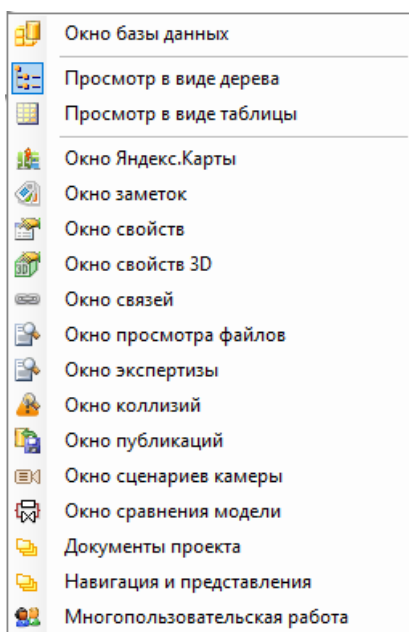 Окно базы данных
Просмотр в виде дерева
Просмотр в виде таблицы
Окно Яндекс.Карты
Окно заметок
Окно свойств
Окно свойств 3D
Окно связей
Окно просмотра файлов
Окно экспертизы
Окно коллизий
Окно публикаций
Окно сценариев камеры
Окно сравнения модели
Документы проекта
Навигация и представления
Многопользовательская работа